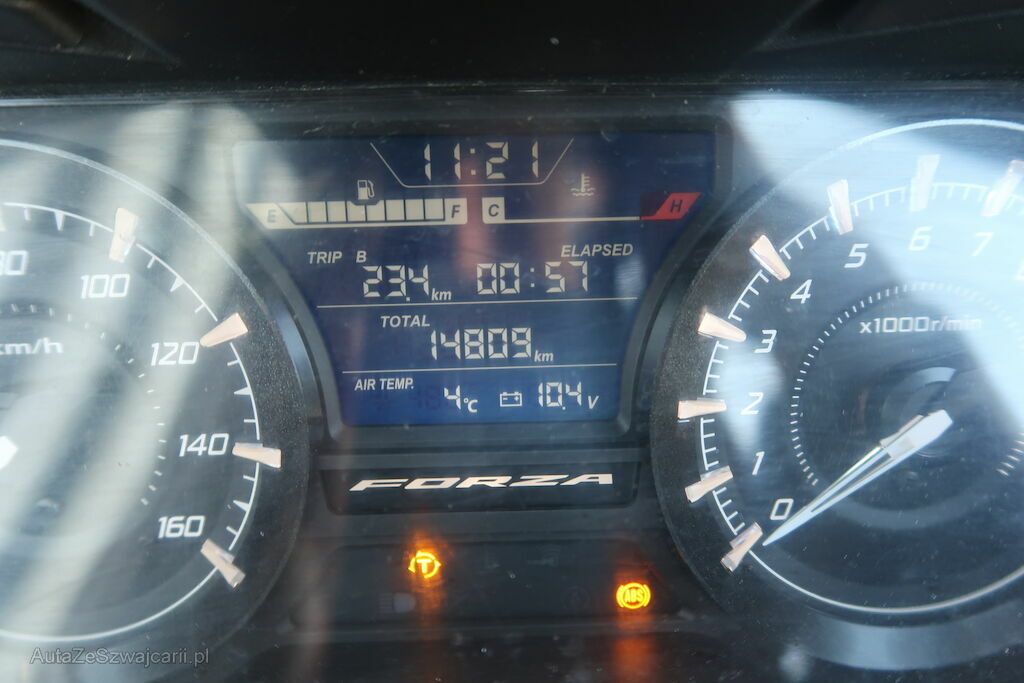 11:21
E F C H
TRIP B ELAPSED
23.4 km 00:57
TOTAL
14809 km
AIR TEMP. 4°C 10.4 V
FORZA
T
ABS
100
120
140
160
km/h
0
1
2
3
4
5
6
7
x1000r/min
AutaZeSzwajcarii.pl